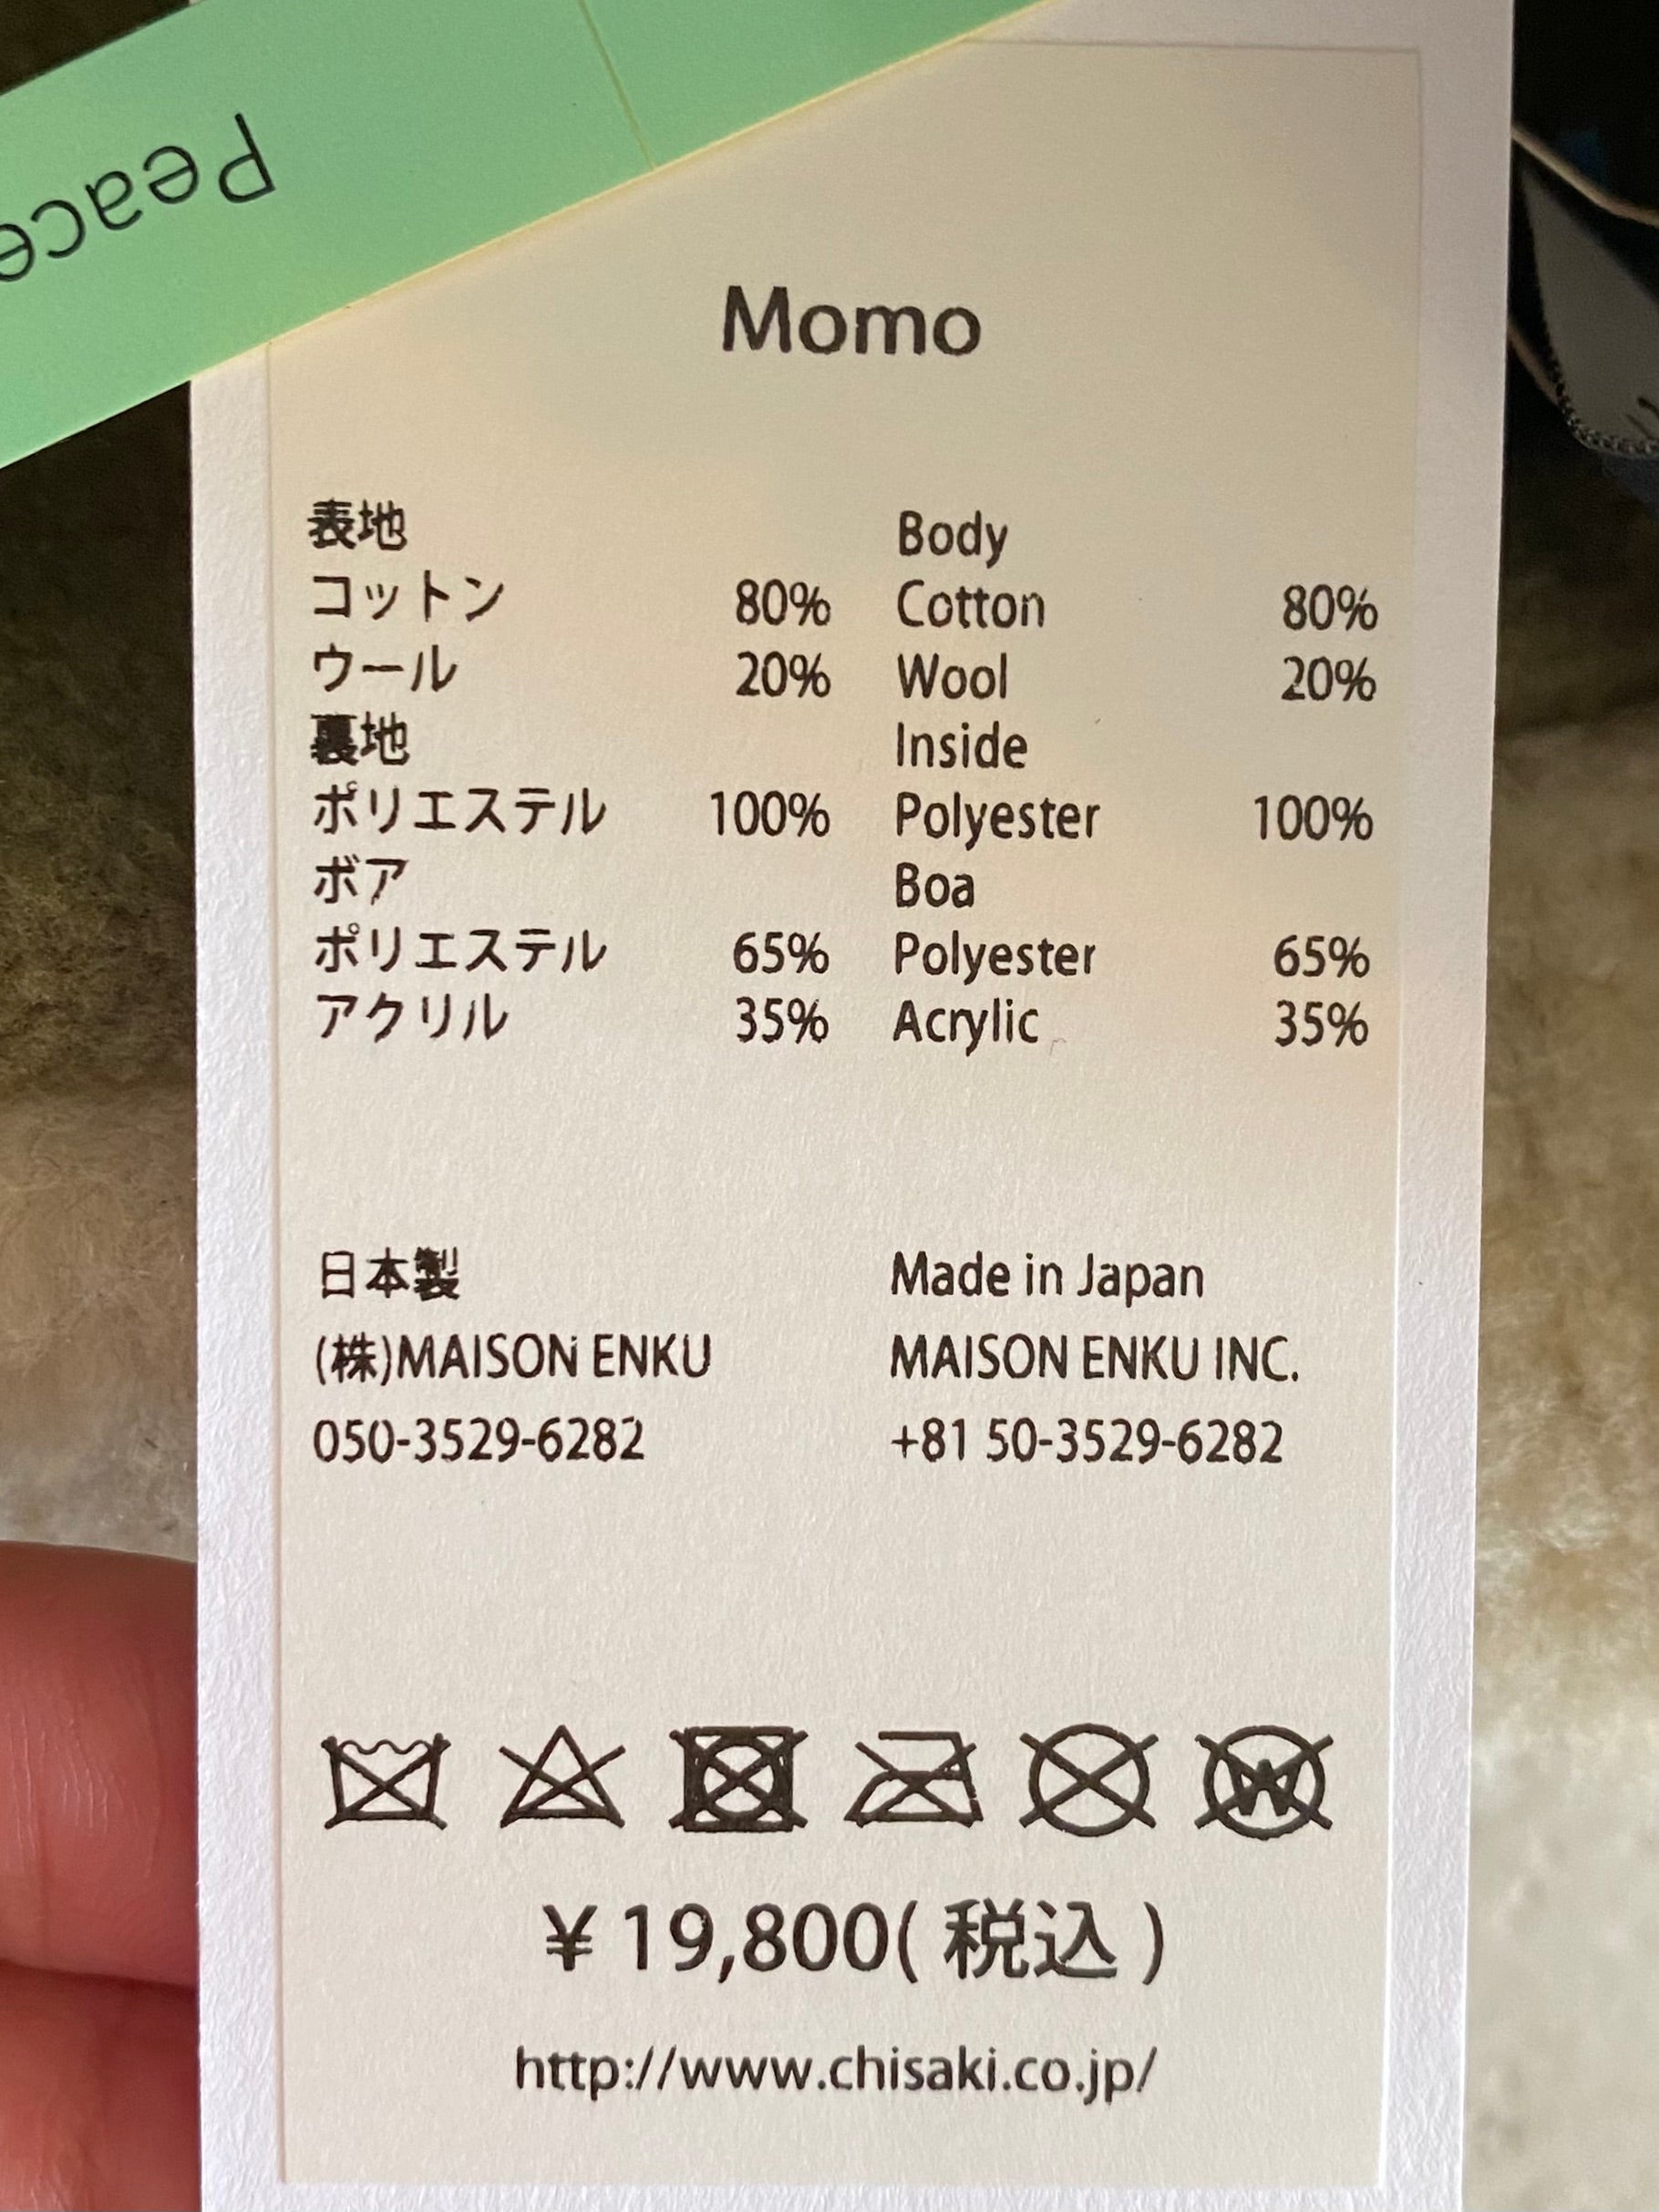 Peace
Momo
表地
コットン 80%
ウール 20%
裏地
ポリエステル 100%
ボア
ポリエステル 65%
アクリル 35%
Body
Cotton 80%
Wool 20%
Inside
Polyester 100%
Boa
Polyester 65%
Acrylic 35%
日本製
(株)MAISON ENKU
050-3529-6282
Made in Japan
MAISON ENKU INC.
+81 50-3529-6282
W
¥19,800(税込)
http://www.chisaki.co.jp/